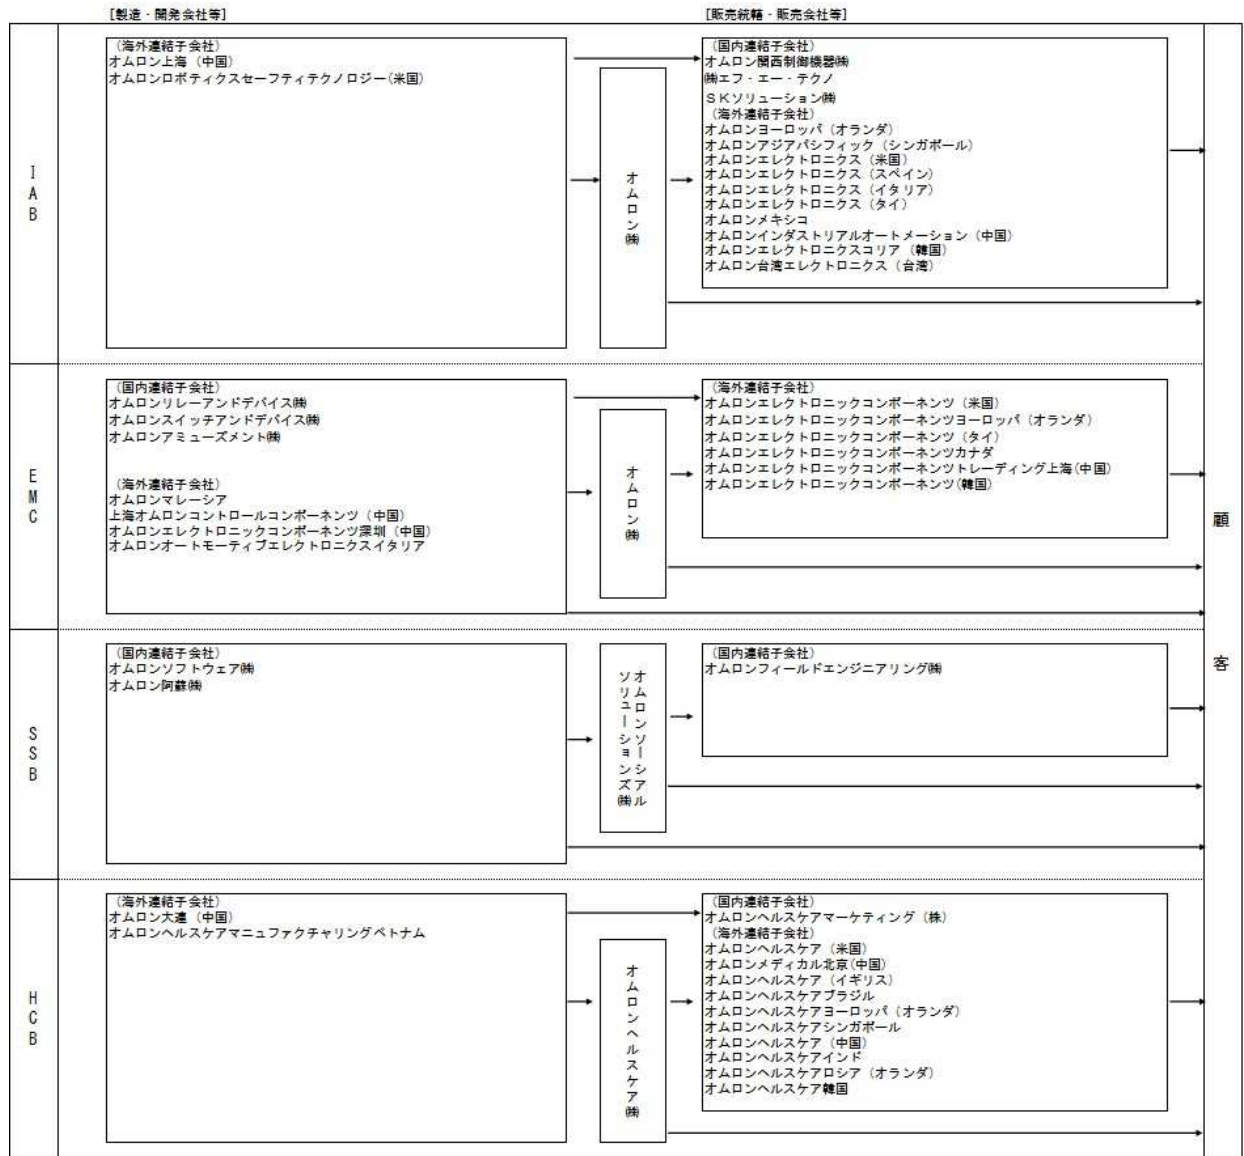 [製造・開発会社等]
[販売統轄・販売会社等]
IAB
(海外連結子会社)
オムロン上海(中国)
オムロンロボティクスセーフティテクノロジー(米国)
オムロン㈱
(国内連結子会社)
オムロン関西制御機器㈱
㈱エフ・エー・テクノ
SKソリューション㈱
(海外連結子会社)
オムロンヨーロッパ(オランダ)
オムロンアジアパシフィック(シンガポール)
オムロンエレクトロニクス(米国)
オムロンエレクトロニクス(スペイン)
オムロンエレクトロニクス(イタリア)
オムロンエレクトロニクス(タイ)
オムロンメキシコ
オムロンインダストリアルオートメーション(中国)
オムロンエレクトロニクスコリア(韓国)
オムロン台湾エレクトロニクス(台湾)
EMC
(国内連結子会社)
オムロンリレーアンドデバイス㈱
オムロンスイッチアンドデバイス㈱
オムロンアミューズメント㈱
(海外連結子会社)
オムロンマレーシア
上海オムロンコントロールコンポーネンツ(中国)
オムロンエレクトロニックコンポーネンツ深圳(中国)
オムロンオートモーティブエレクトロニクスイタリア
オムロン㈱
(海外連結子会社)
オムロンエレクトロニックコンポーネンツ(米国)
オムロンエレクトロニックコンポーネンツヨーロッパ(オランダ)
オムロンエレクトロニックコンポーネンツ(タイ)
オムロンエレクトロニックコンポーネンツカナダ
オムロンエレクトロニックコンポーネンツトレーディング上海(中国)
オムロンエレクトロニックコンポーネンツ(韓国)
SSB
(国内連結子会社)
オムロンソフトウェア㈱
オムロン阿蘇㈱
オムロンソーシアル
ソリューションズ㈱
(国内連結子会社)
オムロンフィールドエンジニアリング㈱
HCB
(海外連結子会社)
オムロン大連(中国)
オムロンヘルスケアマニュファクチャリングベトナム
オムロンヘルスケア㈱
(国内連結子会社)
オムロンヘルスケアマーケティング(株)
(海外連結子会社)
オムロンヘルスケア(米国)
オムロンメディカル北京(中国)
オムロンヘルスケア(イギリス)
オムロンヘルスケアブラジル
オムロンヘルスケアヨーロッパ(オランダ)
オムロンヘルスケアシンガポール
オムロンヘルスケア(中国)
オムロンヘルスケアインド
オムロンヘルスケアロシア(オランダ)
オムロンヘルスケア韓国
顧客